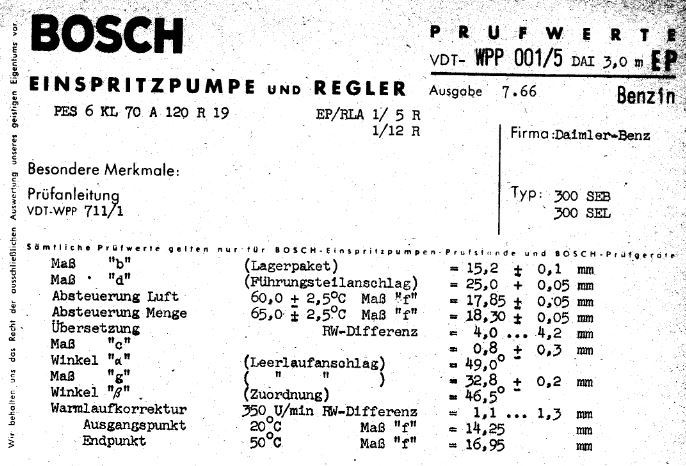 BOSCH
PRÜFWERTE
VDT- WPP 001/5 DAI 3,0 m EP
EINSPRITZPUMPE UND REGLER
Ausgabe 7.66 Benzin
PES 6 KL 70 A 120 R 19 EP/RLA 1/ 5 R
1/12 R
Firma: Daimler-Benz
Besondere Merkmale:
Prüfanleitung
VDT-WPP 711/1
Typ: 300 SEB
300 SEL
Sämtliche Prüfwerte gelten nur für BOSCH-Einspritzpumpen-Prüfstände und BOSCH-Prüfgeräte
Maß "b" (Lagerpaket) = 15,2 ± 0,1 mm
Maß "d" (Führungsteilanschlag) = 25,0 + 0,05 mm
Absteuerung Luft 60,0 ± 2,5°C Maß "f" = 17,85 ± 0,05 mm
Absteuerung Menge 65,0 ± 2,5°C Maß "f" = 18,30 ± 0,05 mm
Übersetzung RW-Differenz = 4,0 ... 4,2 mm
Maß "c" = 0,8 ± 0,3 mm
Winkel "α" (Leerlaufanschlag) = 49,0°
Maß "g" ( " " ) = 32,8 ± 0,2 mm
Winkel "β" (Zuordnung) = 46,5°
Warmlaufkorrektur 350 U/min RW-Differenz = 1,1 ... 1,3 mm
Ausgangspunkt 20°C Maß "f" = 14,25 mm
Endpunkt 50°C Maß "f" = 16,95 mm
Wir behalten uns das Recht der ausschließlichen Auswertung unseres geistigen Eigentums vor.